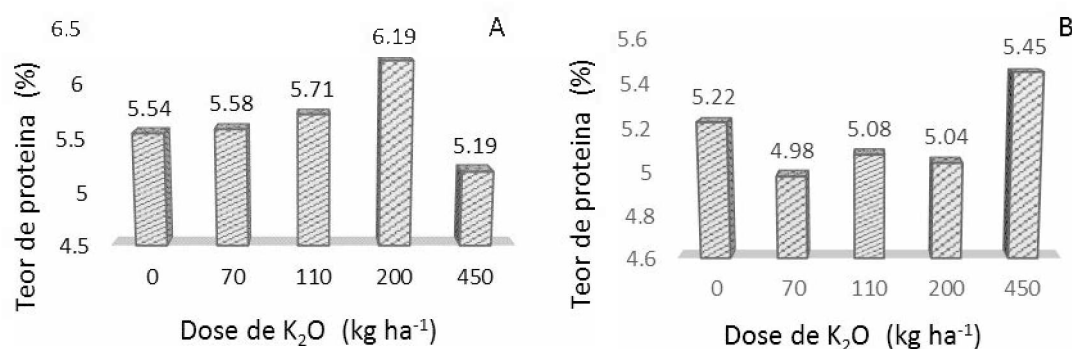 A
Teor de proteina (%)
6.5
6
5.5
5
4.5
5.54
5.58
5.71
6.19
5.19
0 70 110 200 450
Dose de K₂O (kg ha⁻¹)
B
Teor de proteina (%)
5.6
5.4
5.2
5
4.8
4.6
5.22
4.98
5.08
5.04
5.45
0 70 110 200 450
Dose de K₂O (kg ha⁻¹)